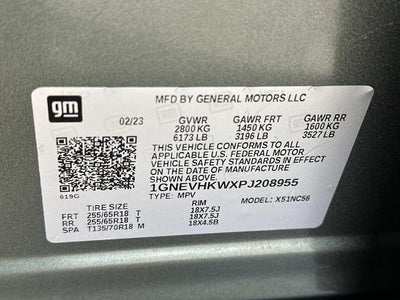 gm
MFD BY GENERAL MOTORS LLC
02/23 GVWR GAWR FRT GAWR RR
2800 KG 1450 KG 1600 KG
6173 LB 3196 LB 3527 LB
THIS VEHICLE CONFORMS TO ALL
APPLICABLE U.S. FEDERAL MOTOR
VEHICLE SAFETY STANDARDS IN EFFECT
ON THE DATE OF MANUFACTURE
SHOWN ABOVE.
1GNEVHKWXPJ208955
619G TYPE: MPV MODEL: X51NC56
TIRE SIZE RIM
FRT 255/65R18 T 18X7.5J
RR 255/65R18 T 18X7.5J
SPA T135/70R18 M 18X4.5B